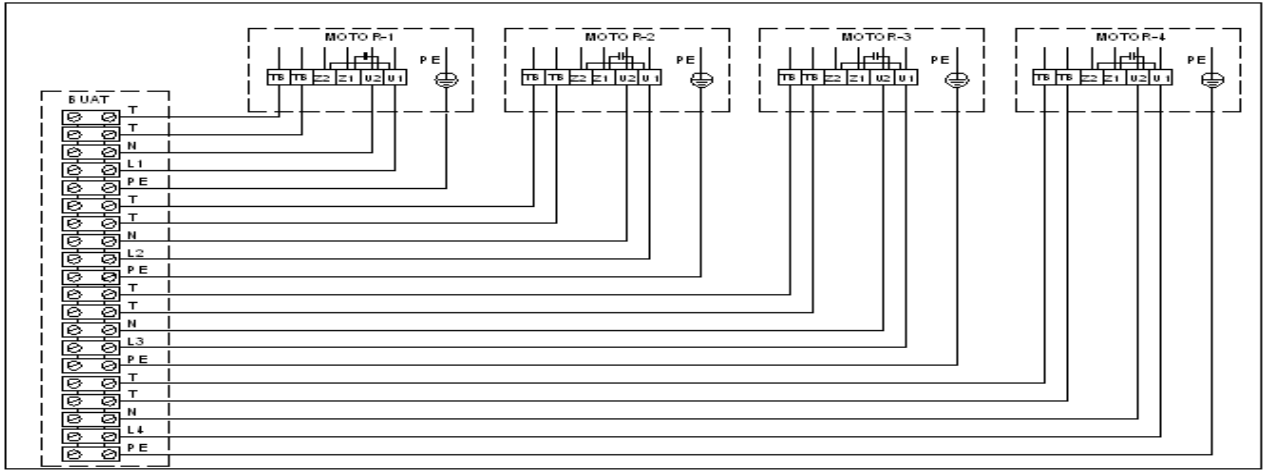 MOTOR-1 MOTOR-2 MOTOR-3 MOTOR-4
PE PE PE PE
TB TB Z2 Z1 U2 U1 TB TB Z2 Z1 U2 U1 TB TB Z2 Z1 U2 U1 TB TB Z2 Z1 U2 U1
BUAT
T
T
N
L1
PE
T
T
N
L2
PE
T
T
N
L3
PE
T
T
N
L4
PE